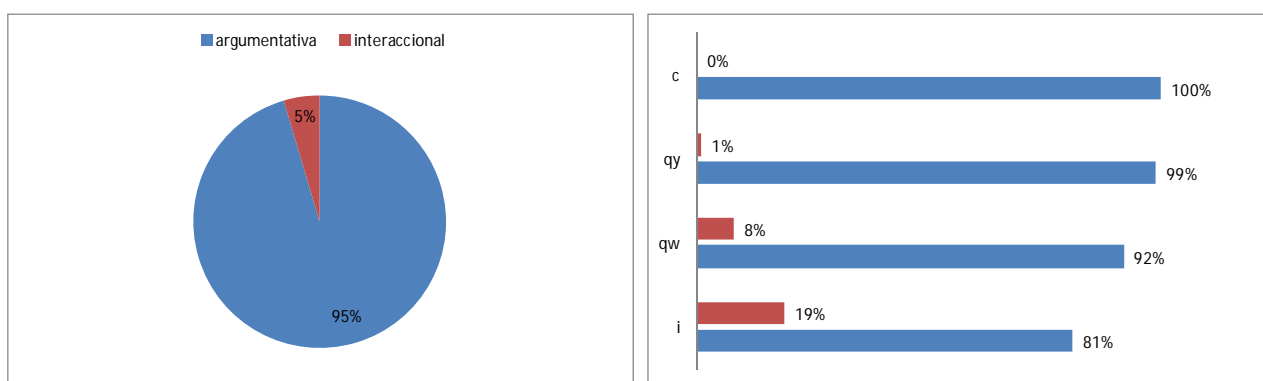 argumentativa interaccional
5%
95%
c
0%
100%
qy
1%
99%
qw
8%
92%
i
19%
81%